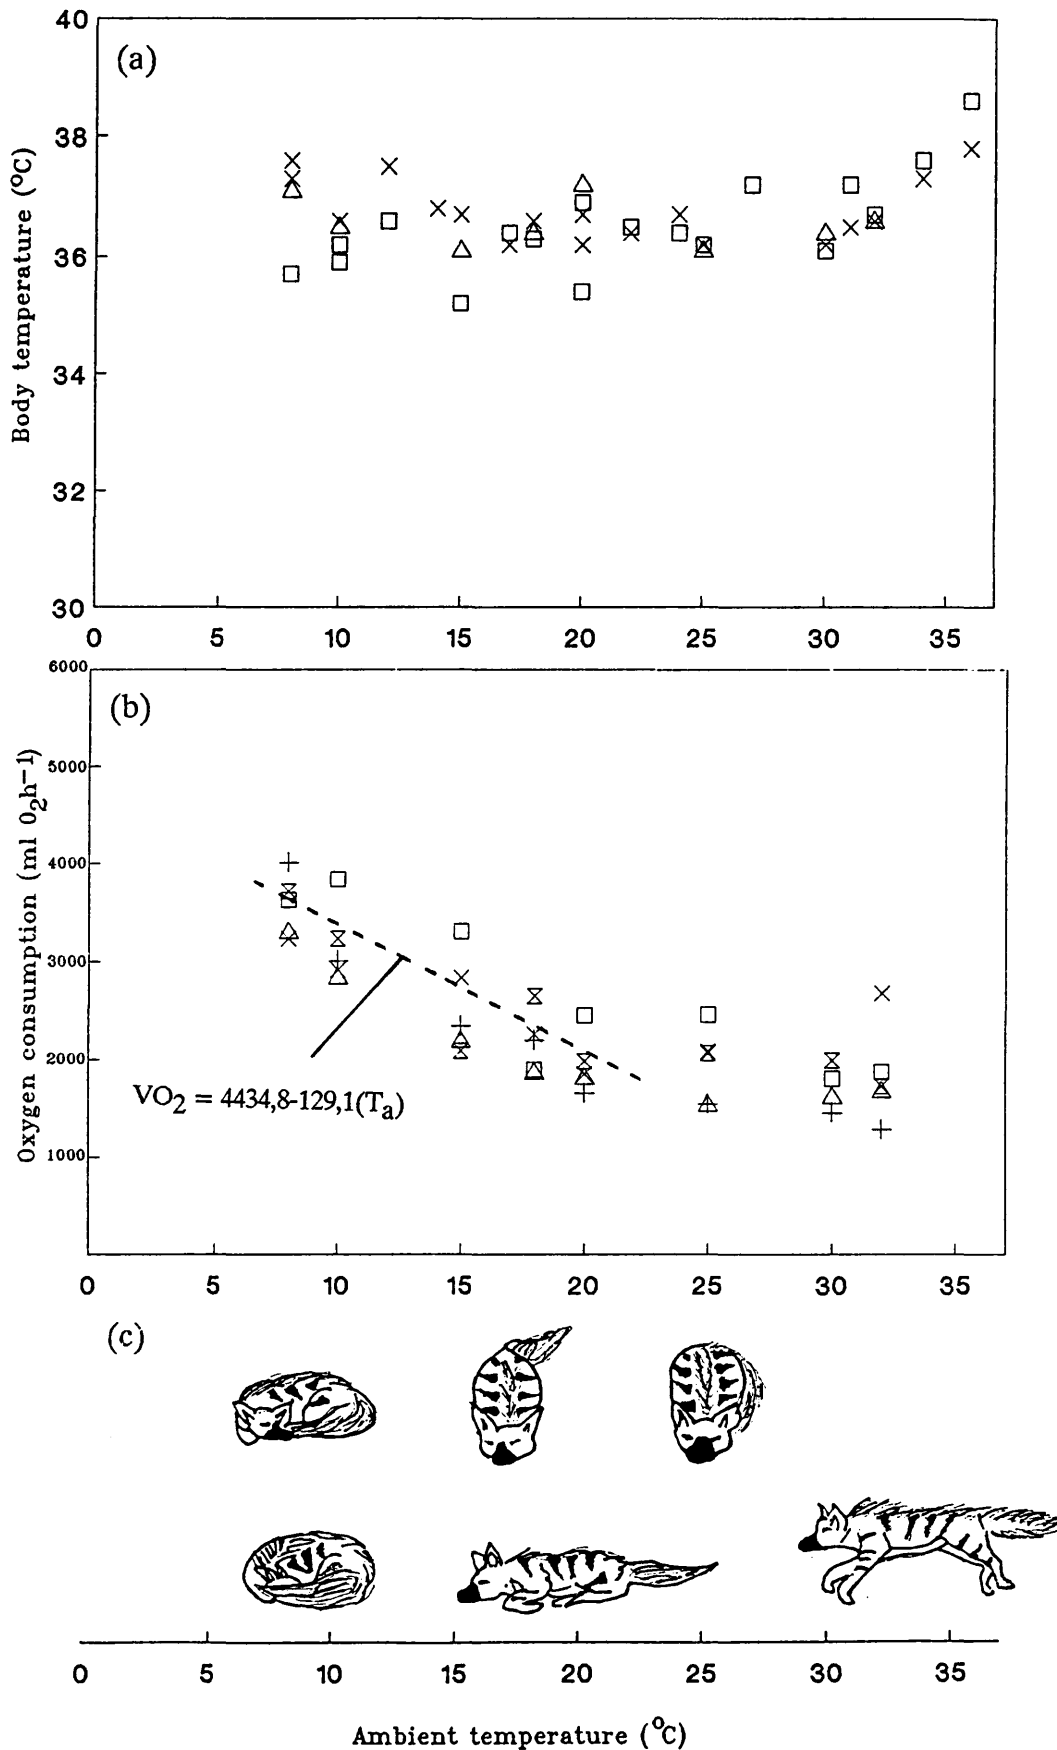 (a)
Body temperature (°C)
40
38
36
34
32
30
0 5 10 15 20 25 30 35
(b)
Oxygen consumption (ml O₂h−1)
6000
5000
4000
3000
2000
1000
VO₂ = 4434,8-129,1(Tₐ)
0 5 10 15 20 25 30 35
(c)
0 5 10 15 20 25 30 35
Ambient temperature (°C)